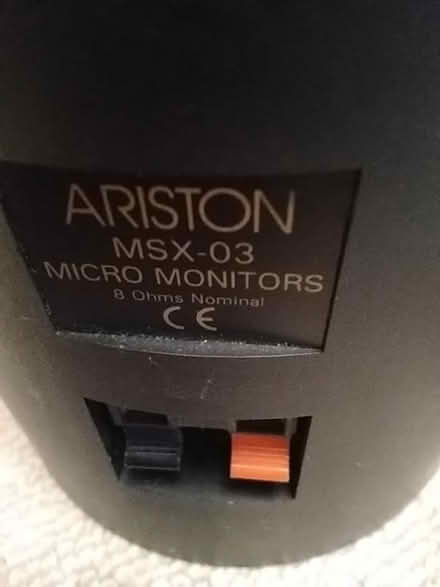 ARISTON
MSX-03
MICRO MONITORS
8 Ohms Nominal
CE